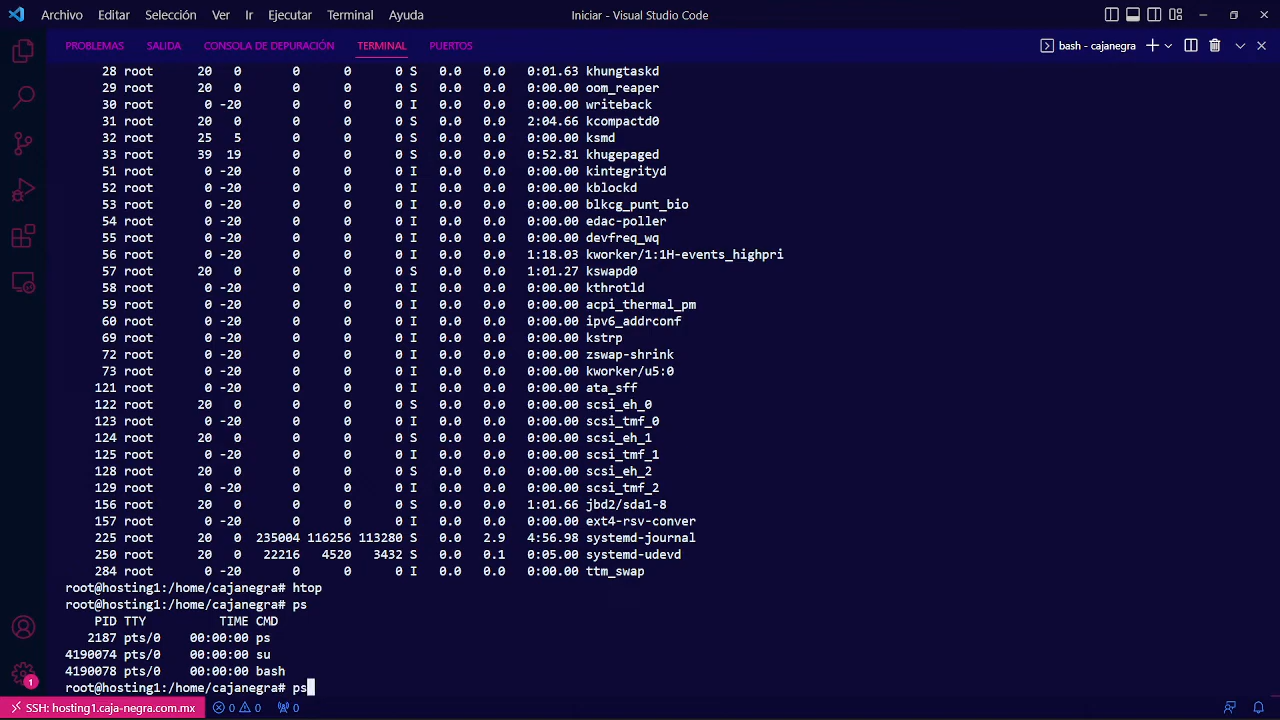 Archivo Editar Selección Ver Ir Ejecutar Terminal Ayuda Iniciar - Visual Studio Code
PROBLEMAS SALIDA CONSOLA DE DEPURACIÓN TERMINAL PUERTOS bash - cajanegra
28 root 20 0 0 0 0 S 0.0 0.0 0:01.63 khungtaskd
29 root 20 0 0 0 0 S 0.0 0.0 0:00.00 oom_reaper
30 root 0 -20 0 0 0 I 0.0 0.0 0:00.00 writeback
31 root 20 0 0 0 0 S 0.0 0.0 2:04.66 kcompactd0
32 root 25 5 0 0 0 S 0.0 0.0 0:00.00 ksmd
33 root 39 19 0 0 0 S 0.0 0.0 0:52.81 khugepaged
51 root 0 -20 0 0 0 I 0.0 0.0 0:00.00 kintegrityd
52 root 0 -20 0 0 0 I 0.0 0.0 0:00.00 kblockd
53 root 0 -20 0 0 0 I 0.0 0.0 0:00.00 blkcg_punt_bio
54 root 0 -20 0 0 0 I 0.0 0.0 0:00.00 edac-poller
55 root 0 -20 0 0 0 I 0.0 0.0 0:00.00 devfreq_wq
56 root 0 -20 0 0 0 I 0.0 0.0 1:18.03 kworker/1:1H-events_highpri
57 root 20 0 0 0 0 S 0.0 0.0 1:01.27 kswapd0
58 root 0 -20 0 0 0 I 0.0 0.0 0:00.00 kthrotld
59 root 0 -20 0 0 0 I 0.0 0.0 0:00.00 acpi_thermal_pm
60 root 0 -20 0 0 0 I 0.0 0.0 0:00.00 ipv6_addrconf
69 root 0 -20 0 0 0 I 0.0 0.0 0:00.00 kstrp
72 root 0 -20 0 0 0 I 0.0 0.0 0:00.00 zswap-shrink
73 root 0 -20 0 0 0 I 0.0 0.0 0:00.00 kworker/u5:0
121 root 0 -20 0 0 0 I 0.0 0.0 0:00.00 ata_sff
122 root 20 0 0 0 0 S 0.0 0.0 0:00.00 scsi_eh_0
123 root 0 -20 0 0 0 I 0.0 0.0 0:00.00 scsi_tmf_0
124 root 20 0 0 0 0 S 0.0 0.0 0:00.00 scsi_eh_1
125 root 0 -20 0 0 0 I 0.0 0.0 0:00.00 scsi_tmf_1
128 root 20 0 0 0 0 S 0.0 0.0 0:00.00 scsi_eh_2
129 root 0 -20 0 0 0 I 0.0 0.0 0:00.00 scsi_tmf_2
156 root 20 0 0 0 0 S 0.0 0.0 1:01.66 jbd2/sda1-8
157 root 0 -20 0 0 0 I 0.0 0.0 0:00.00 ext4-rsv-conver
225 root 20 0 235004 116256 113280 S 0.0 2.9 4:56.98 systemd-journal
250 root 20 0 22216 4520 3432 S 0.0 0.1 0:05.00 systemd-udevd
284 root 0 -20 0 0 0 I 0.0 0.0 0:00.00 ttm_swap
root@hosting1:/home/cajanegra# htop
root@hosting1:/home/cajanegra# ps
PID TTY TIME CMD
2187 pts/0 00:00:00 ps
4190074 pts/0 00:00:00 su
4190078 pts/0 00:00:00 bash
root@hosting1:/home/cajanegra# ps
1
SSH: hosting1.caja-negra.com.mx 0 0 0